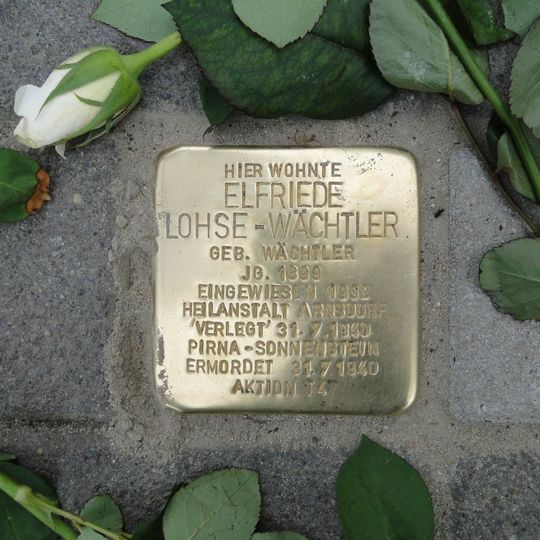 HIER WOHNTE
ELFRIEDE
LOHSE-WÄCHTLER
GEB. WÄCHTLER
JG. 1899
EINGEWIESEN 1932
HEILANSTALT ARNSDORF
'VERLEGT' 31.7.1940
PIRNA-SONNENSTEIN
ERMORDET 31.7.1940
AKTION T4